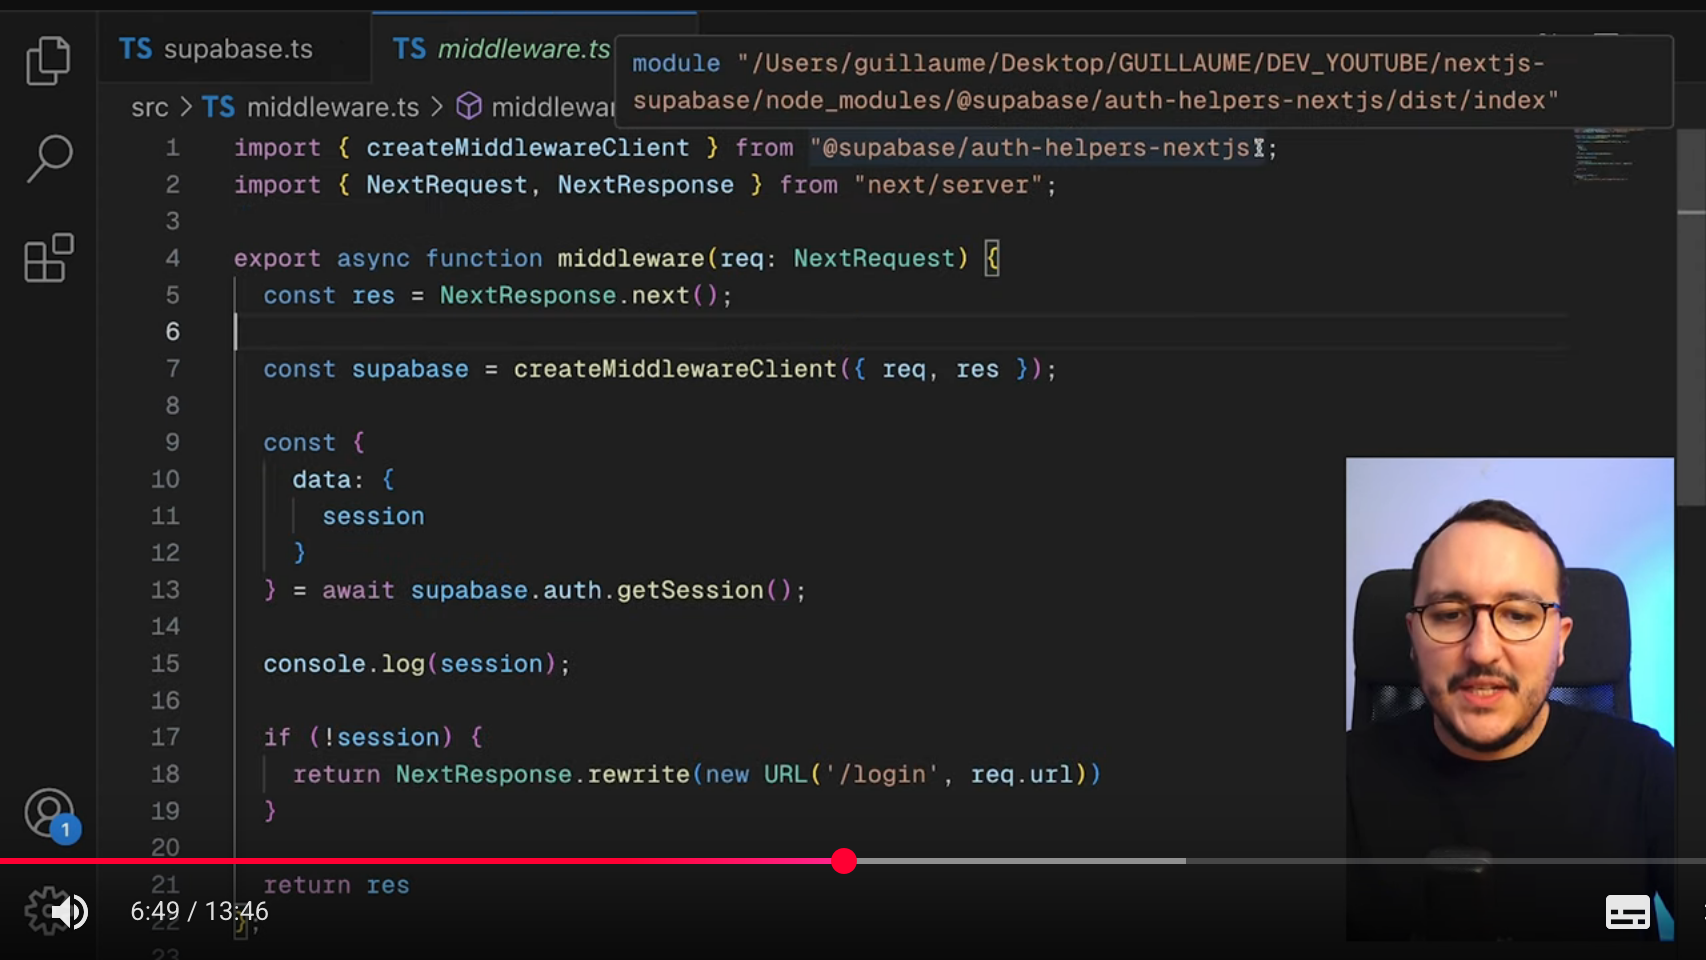 TS supabase.ts
TS middleware.ts
module "/Users/guillaume/Desktop/GUILLAUME/DEV_YOUTUBE/nextjs-
supabase/node_modules/@supabase/auth-helpers-nextjs/dist/index"
src > TS middleware.ts > middlewar
1 import { createMiddlewareClient } from "@supabase/auth-helpers-nextjs";
2 import { NextRequest, NextResponse } from "next/server";
3
4 export async function middleware(req: NextRequest) {
5 const res = NextResponse.next();
6
7 const supabase = createMiddlewareClient({ req, res });
8
9 const {
10 data: {
11 session
12 }
13 } = await supabase.auth.getSession();
14
15 console.log(session);
16
17 if (!session) {
18 return NextResponse.rewrite(new URL('/login', req.url))
19 }
20
21 return res
22 };
23
1
6:49 / 13:46